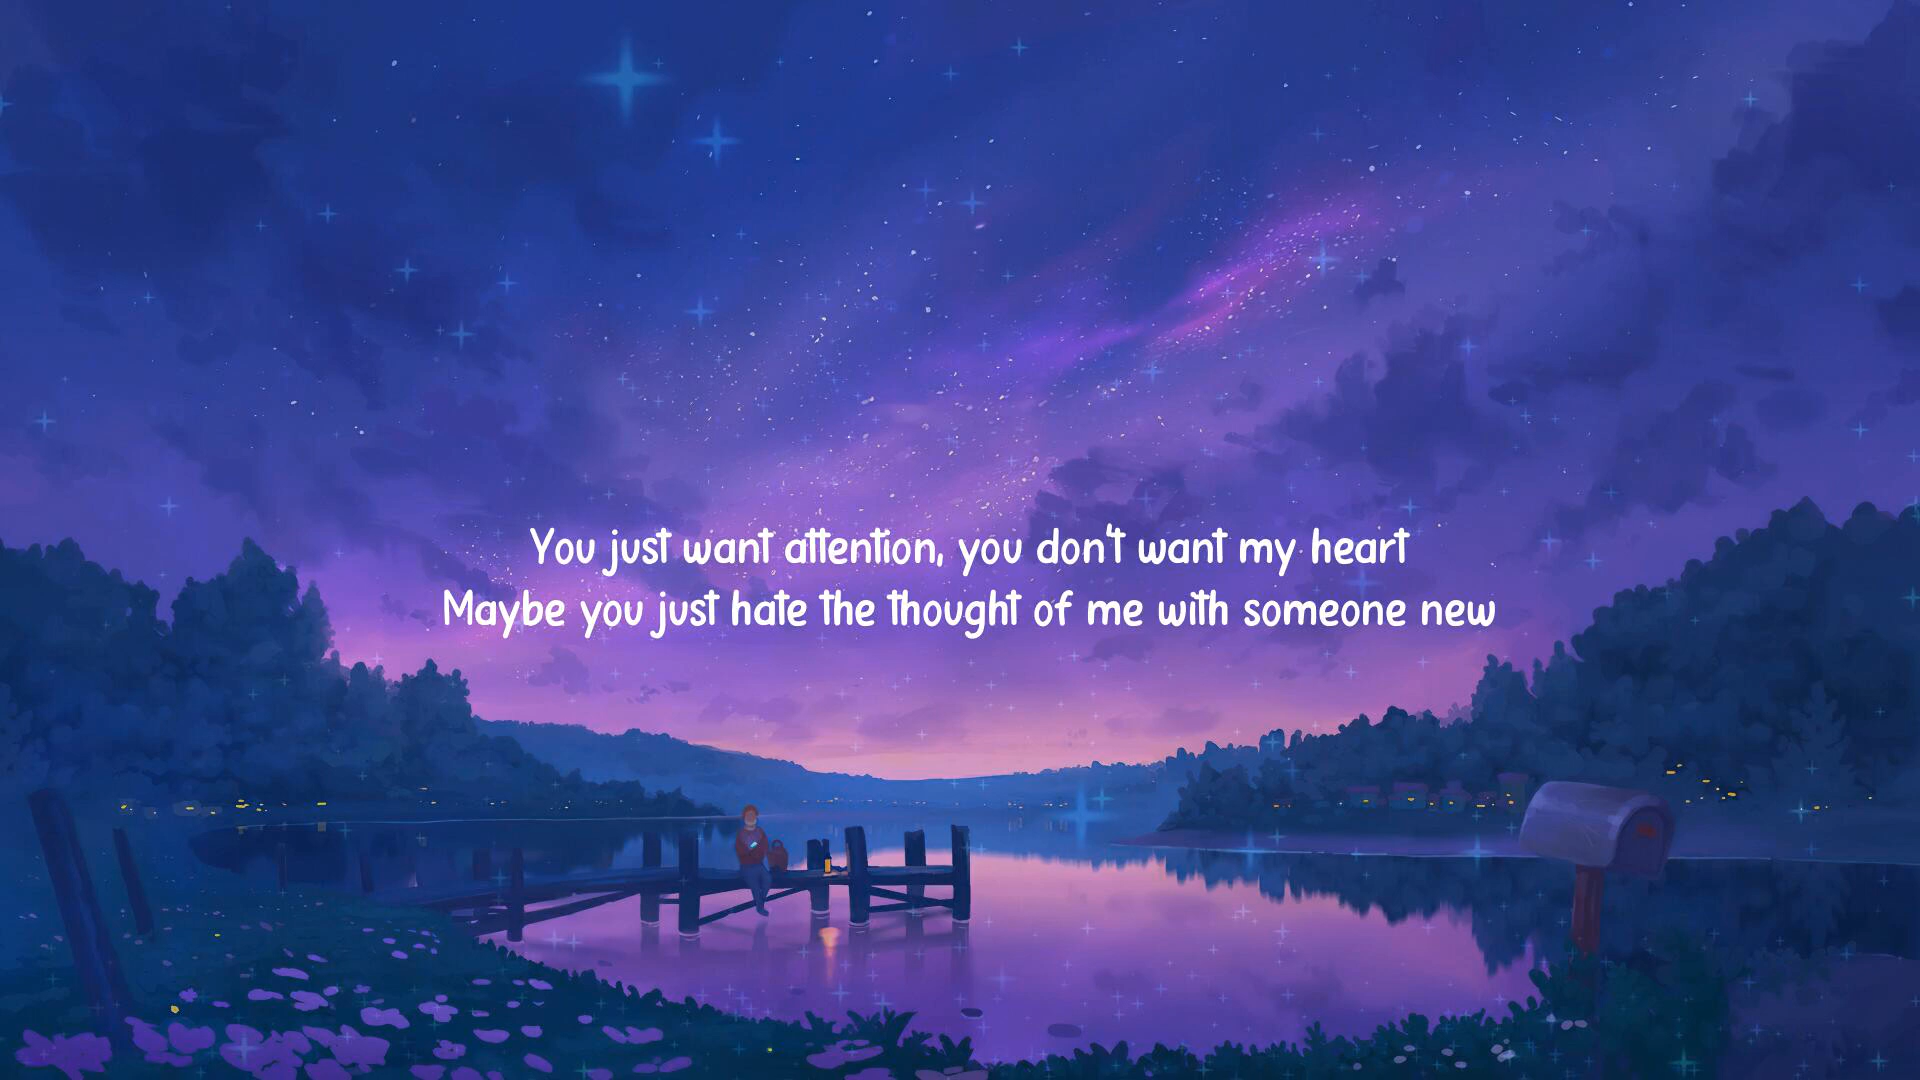 You just want attention, you don't want my heart
Maybe you just hate the thought of me with someone new